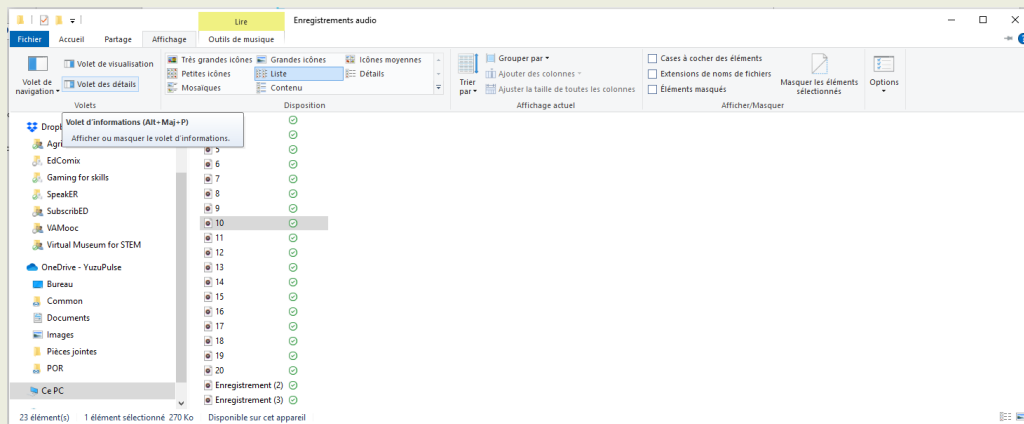 Lire
Enregistrements audio
Fichier
Accueil
Partage
Affichage
Outils de musique
Volet de navigation
Volet de visualisation
Volet des détails
Volets
Très grandes icônes
Grandes icônes
Icônes moyennes
Petites icônes
Liste
Détails
Mosaïques
Contenu
Disposition
Trier par
Grouper par
Ajouter des colonnes
Ajuster la taille de toutes les colonnes
Affichage actuel
Cases à cocher des éléments
Extensions de noms de fichiers
Éléments masqués
Masquer les éléments sélectionnés
Afficher/Masquer
Options
Volet d'informations (Alt+Maj+P)
Afficher ou masquer le volet d'informations.
EdComix
Gaming for skills
SpeakER
SubscribED
VAMooc
Virtual Museum for STEM
OneDrive - YuzuPulse
Bureau
Common
Documents
Images
Pièces jointes
POR
Ce PC
5
6
7
8
9
10
11
12
13
14
15
16
17
18
19
20
Enregistrement (2)
Enregistrement (3)
23 élément(s)
1 élément sélectionné 270 Ko
Disponible sur cet appareil